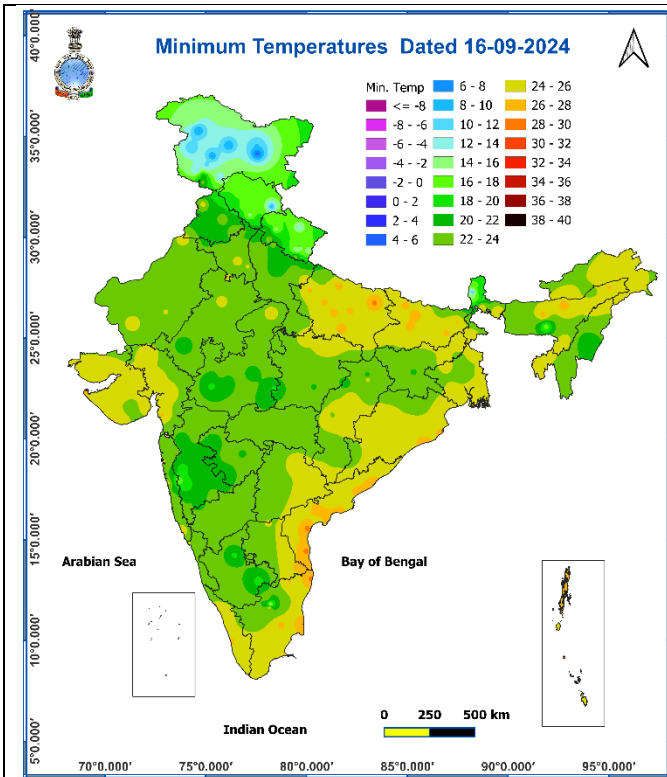 Minimum Temperatures Dated 16-09-2024
Min. Temp
<= -8
-8 - -6
-6 - -4
-4 - -2
-2 - 0
0 - 2
2 - 4
4 - 6
6 - 8
8 - 10
10 - 12
12 - 14
14 - 16
16 - 18
18 - 20
20 - 22
22 - 24
24 - 26
26 - 28
28 - 30
30 - 32
32 - 34
34 - 36
36 - 38
38 - 40
40°0.000'
35°0.000'
30°0.000'
25°0.000'
20°0.000'
15°0.000'
10°0.000'
5°0.000'
Arabian Sea
Bay of Bengal
Indian Ocean
0 250 500 km
70°0.000' 75°0.000' 80°0.000' 85°0.000' 90°0.000' 95°0.000'